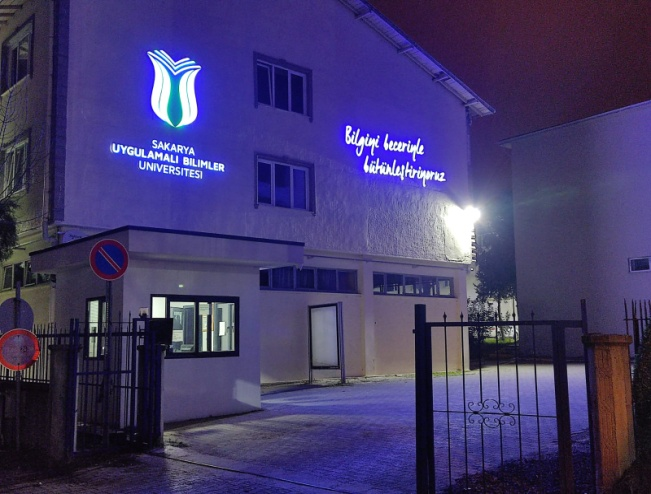 SAKARYA
UYGULAMALI BİLİMLER
ÜNİVERSİTESİ
Bilgiyi beceriyle
bütünleştiriyoruz